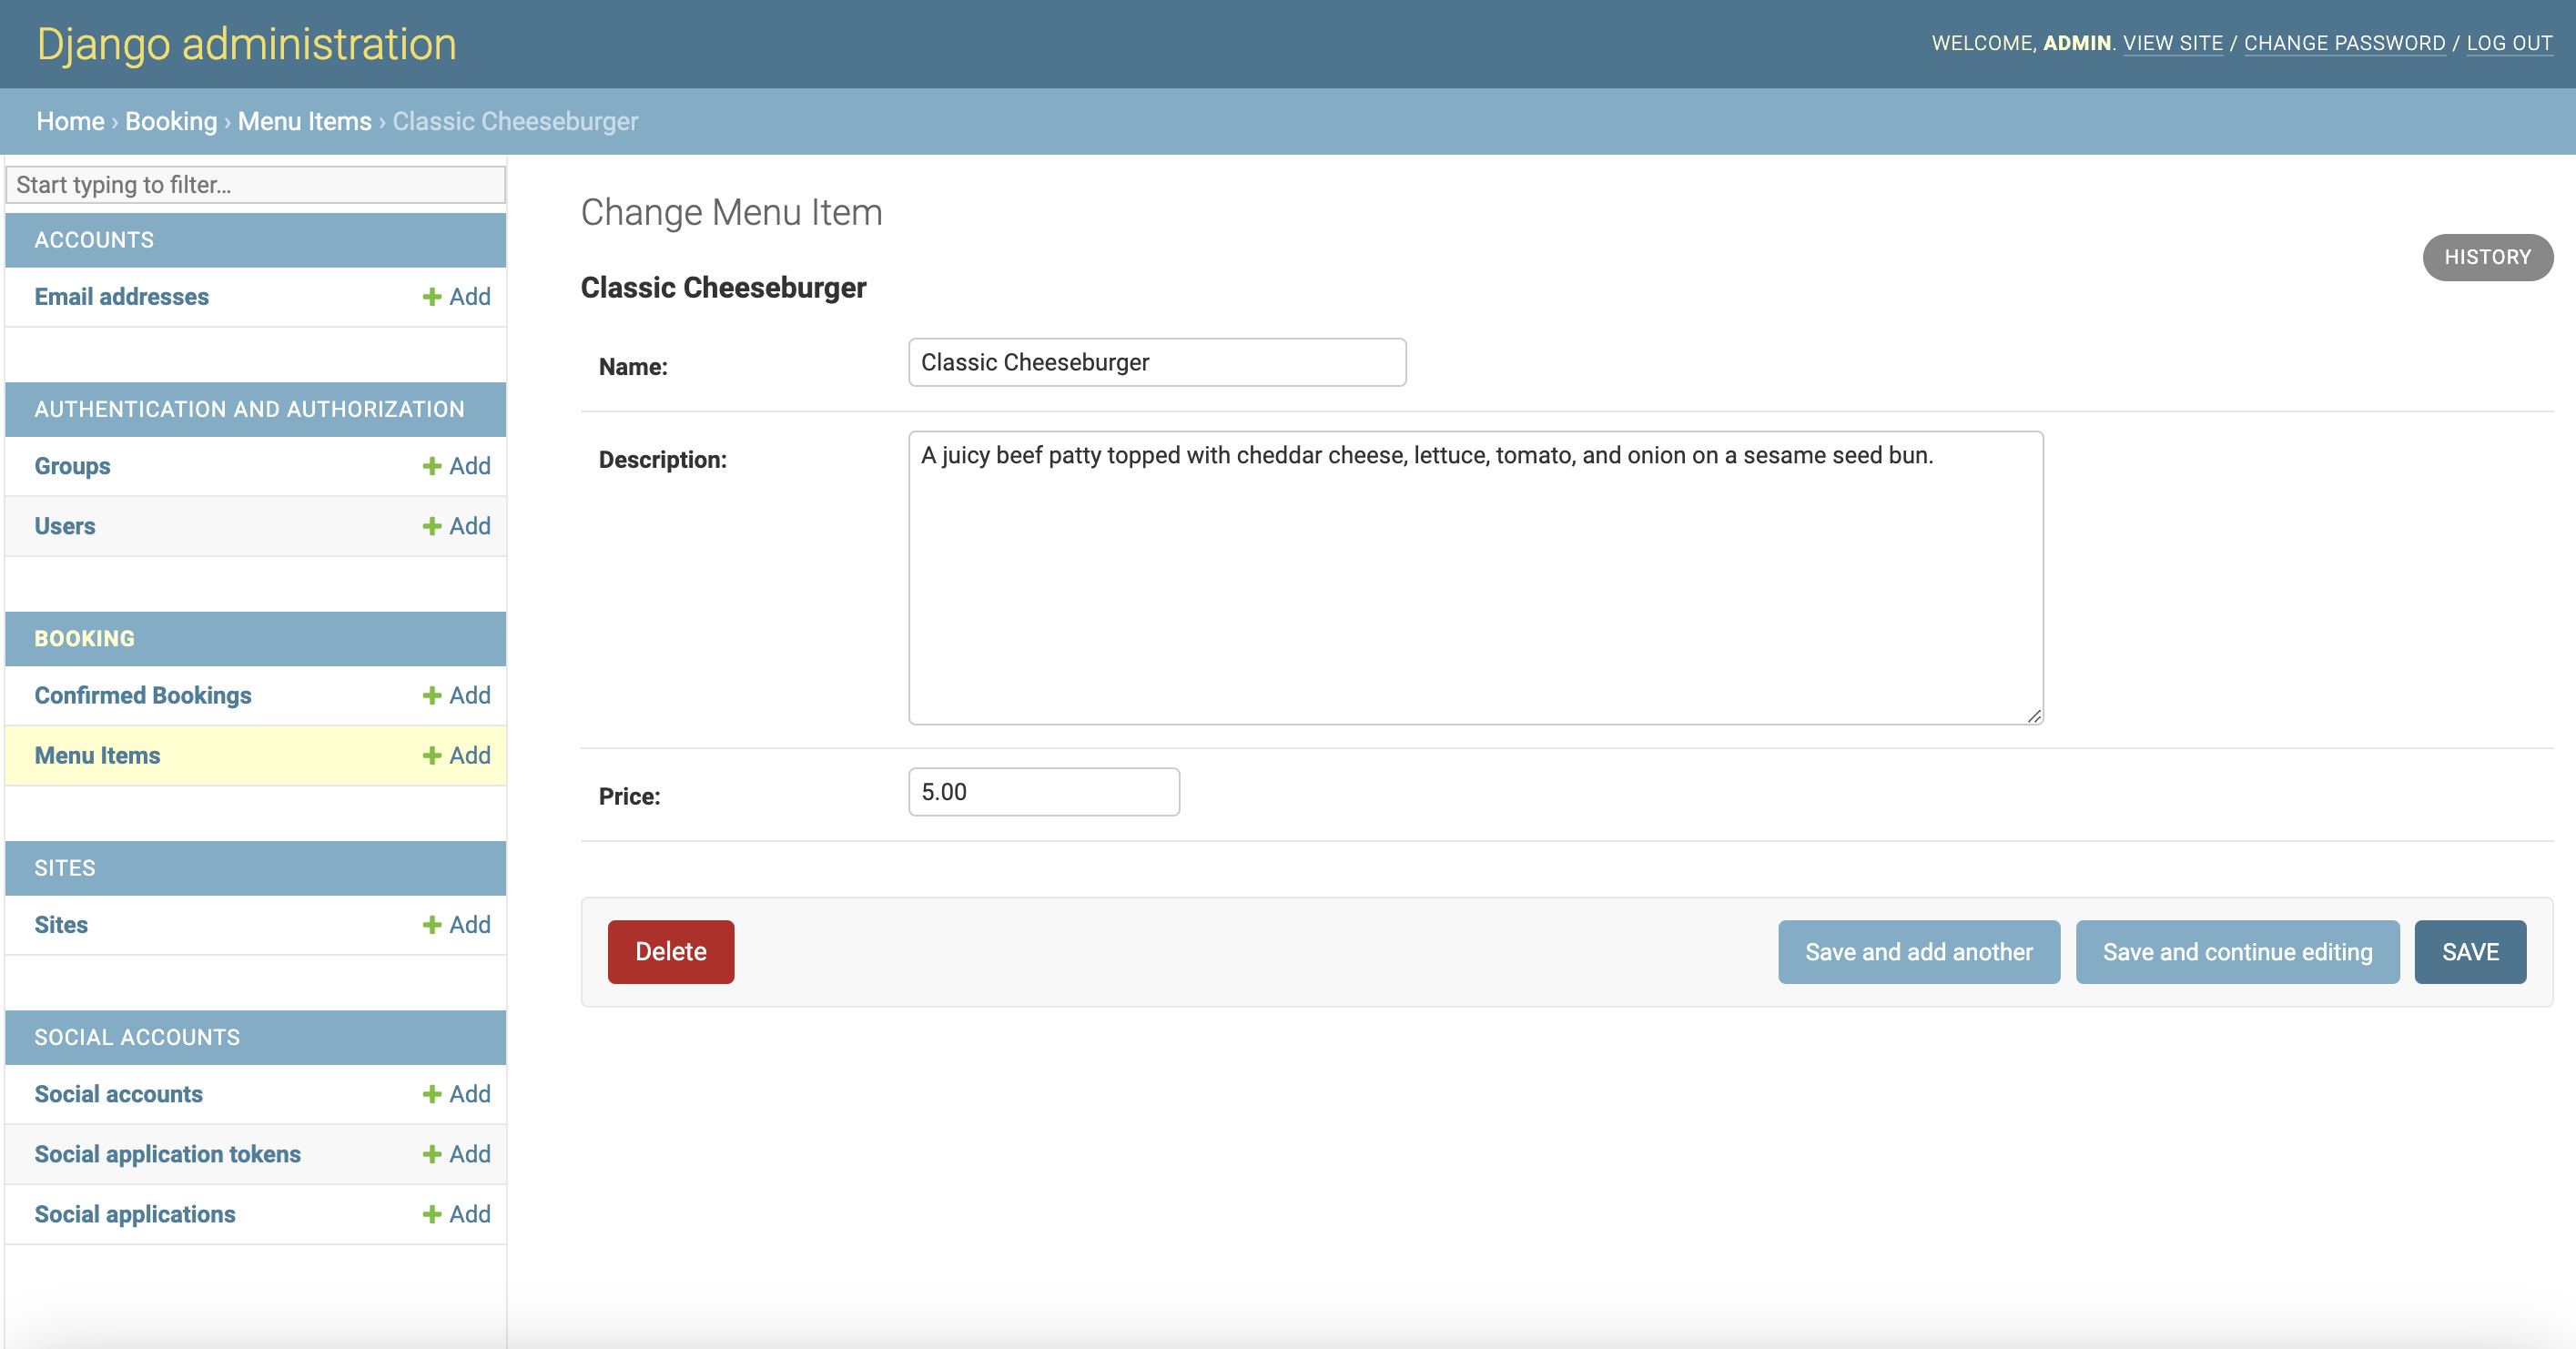 Django administration
WELCOME, ADMIN. VIEW SITE / CHANGE PASSWORD / LOG OUT
Home › Booking › Menu Items › Classic Cheeseburger
Start typing to filter...
ACCOUNTS
Email addresses
Add
AUTHENTICATION AND AUTHORIZATION
Groups
Add
Users
Add
BOOKING
Confirmed Bookings
Add
Menu Items
Add
SITES
Sites
Add
SOCIAL ACCOUNTS
Social accounts
Add
Social application tokens
Add
Social applications
Add
Change Menu Item
HISTORY
Classic Cheeseburger
Name:
Classic Cheeseburger
Description:
A juicy beef patty topped with cheddar cheese, lettuce, tomato, and onion on a sesame seed bun.
Price:
5.00
Delete
Save and add another
Save and continue editing
SAVE